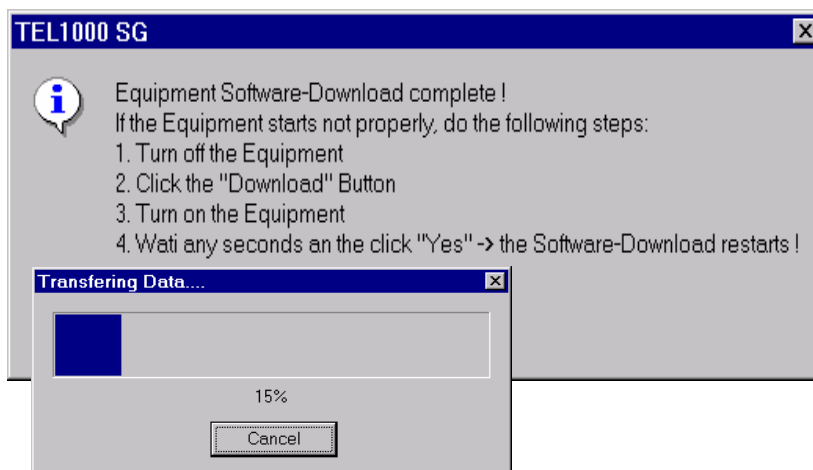 TEL1000 SG
Equipment Software-Download complete !
If the Equipment starts not properly, do the following steps:
1. Turn off the Equipment
2. Click the "Download" Button
3. Turn on the Equipment
4. Wati any seconds an the click "Yes" -> the Software-Download restarts !
Transfering Data....
15%
Cancel